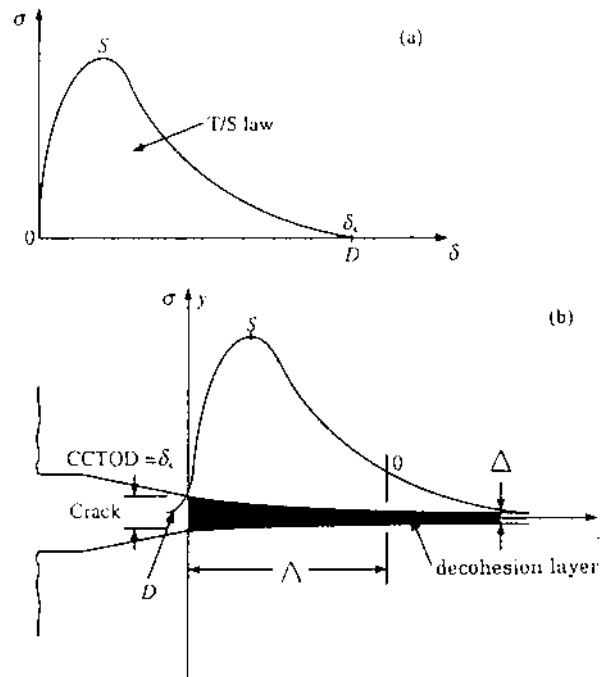 σ
(a)
S
T/S law
0
δc
D
δ
σ
y
(b)
S
CCTOD = δc
0
Δ
Crack
D
Λ
decohesion layer